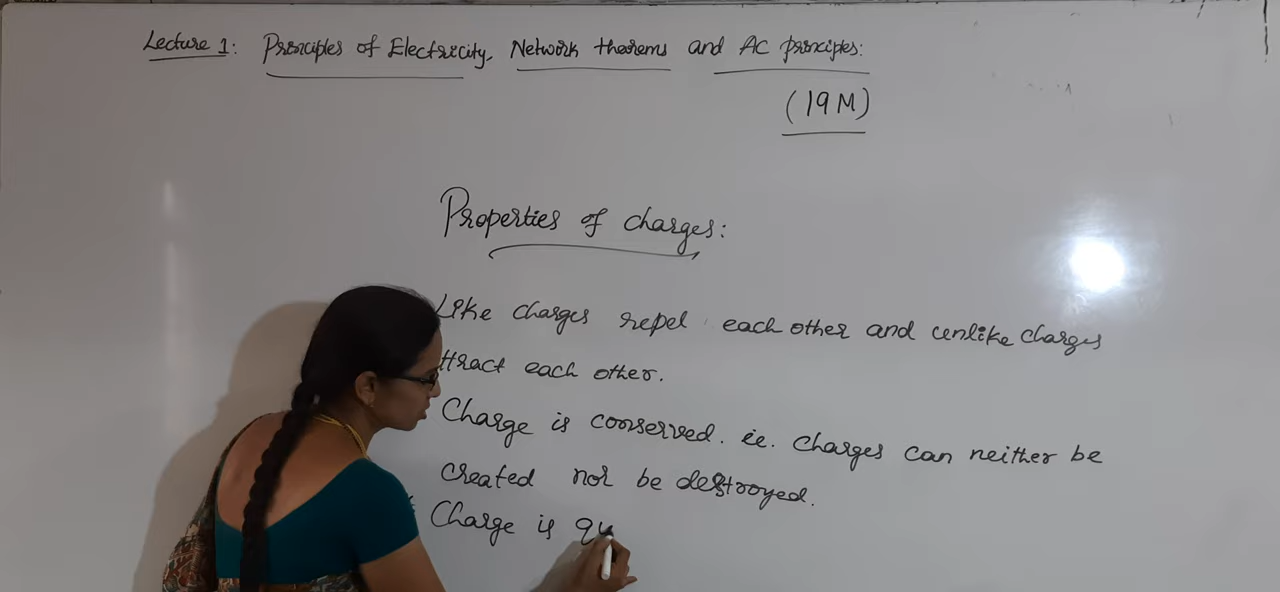 Lecture 1: Principles of Electricity, Network theorems and AC principles:
(19M)
Properties of charges:
Like charges repel each other and unlike charges
ttract each other.
Charge is conserved. ie. charges can neither be
created nor be destroyed.
Charge is qu